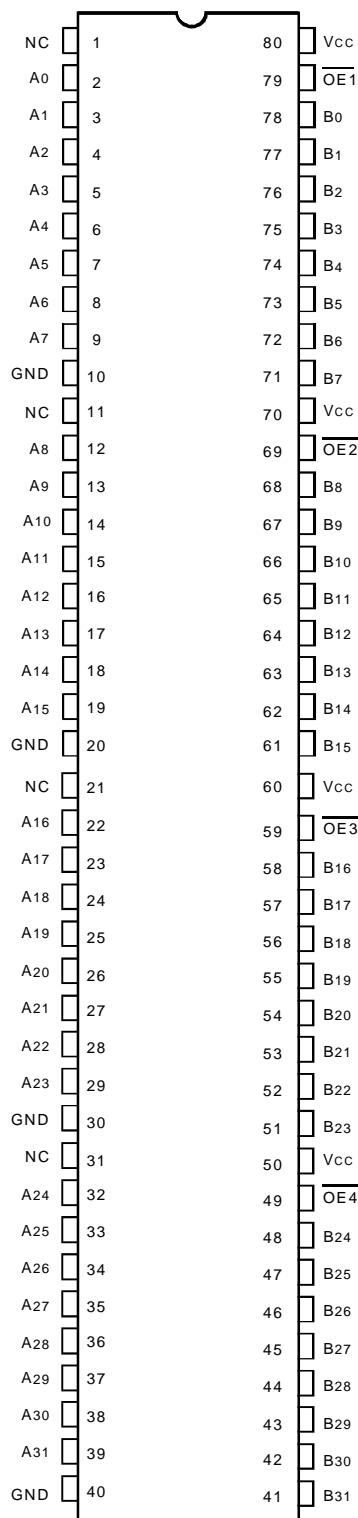 NC 1 80 VCC
A0 2 79 OE1
A1 3 78 B0
A2 4 77 B1
A3 5 76 B2
A4 6 75 B3
A5 7 74 B4
A6 8 73 B5
A7 9 72 B6
GND 10 71 B7
NC 11 70 VCC
A8 12 69 OE2
A9 13 68 B8
A10 14 67 B9
A11 15 66 B10
A12 16 65 B11
A13 17 64 B12
A14 18 63 B13
A15 19 62 B14
GND 20 61 B15
NC 21 60 VCC
A16 22 59 OE3
A17 23 58 B16
A18 24 57 B17
A19 25 56 B18
A20 26 55 B19
A21 27 54 B20
A22 28 53 B21
A23 29 52 B22
GND 30 51 B23
NC 31 50 VCC
A24 32 49 OE4
A25 33 48 B24
A26 34 47 B25
A27 35 46 B26
A28 36 45 B27
A29 37 44 B28
A30 38 43 B29
A31 39 42 B30
GND 40 41 B31